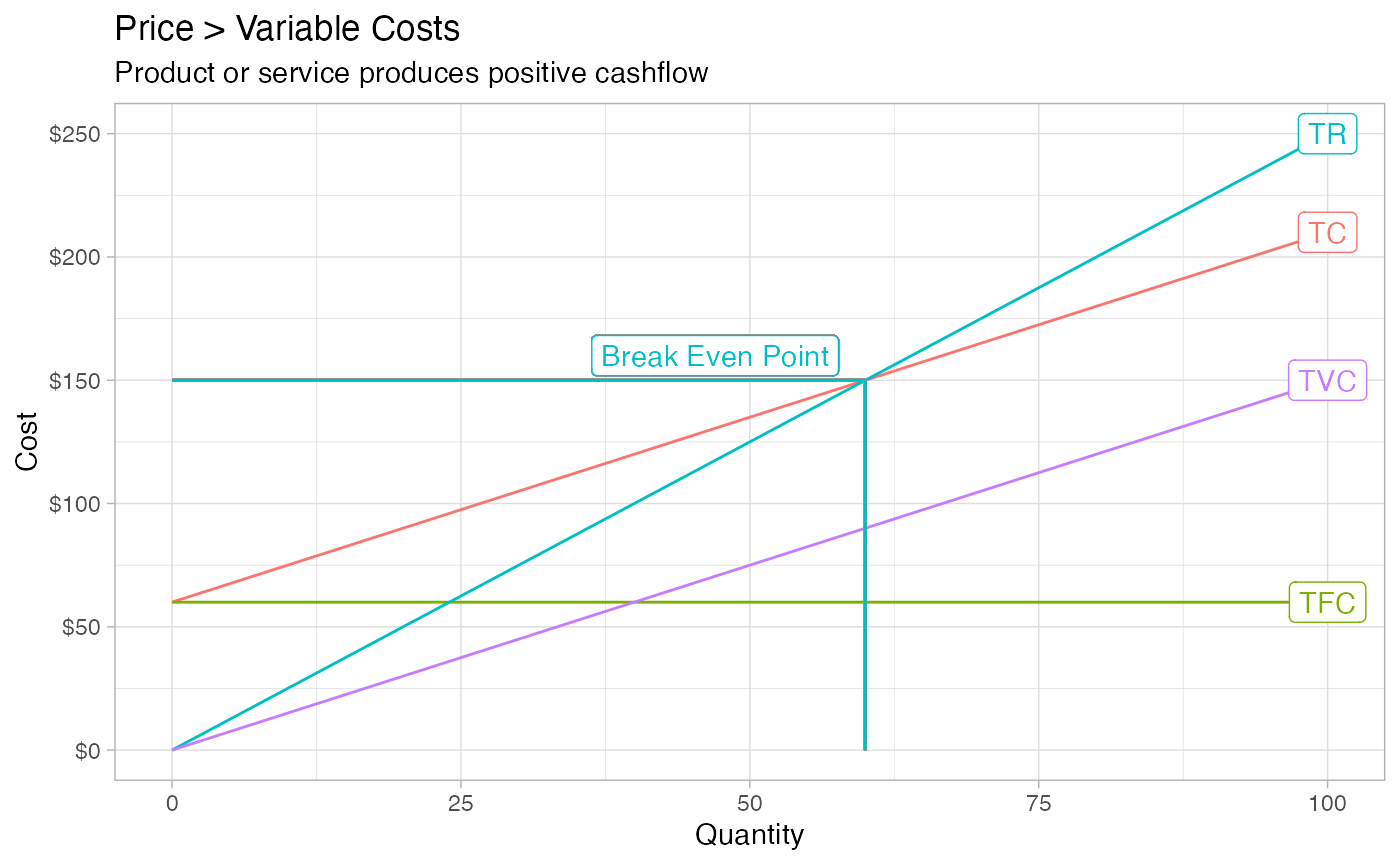 Price > Variable Costs
Product or service produces positive cashflow
$250
TR
TC
$200
Break Even Point
$150
TVC
Cost
$100
TFC
$50
$0
0 25 50 75 100
Quantity